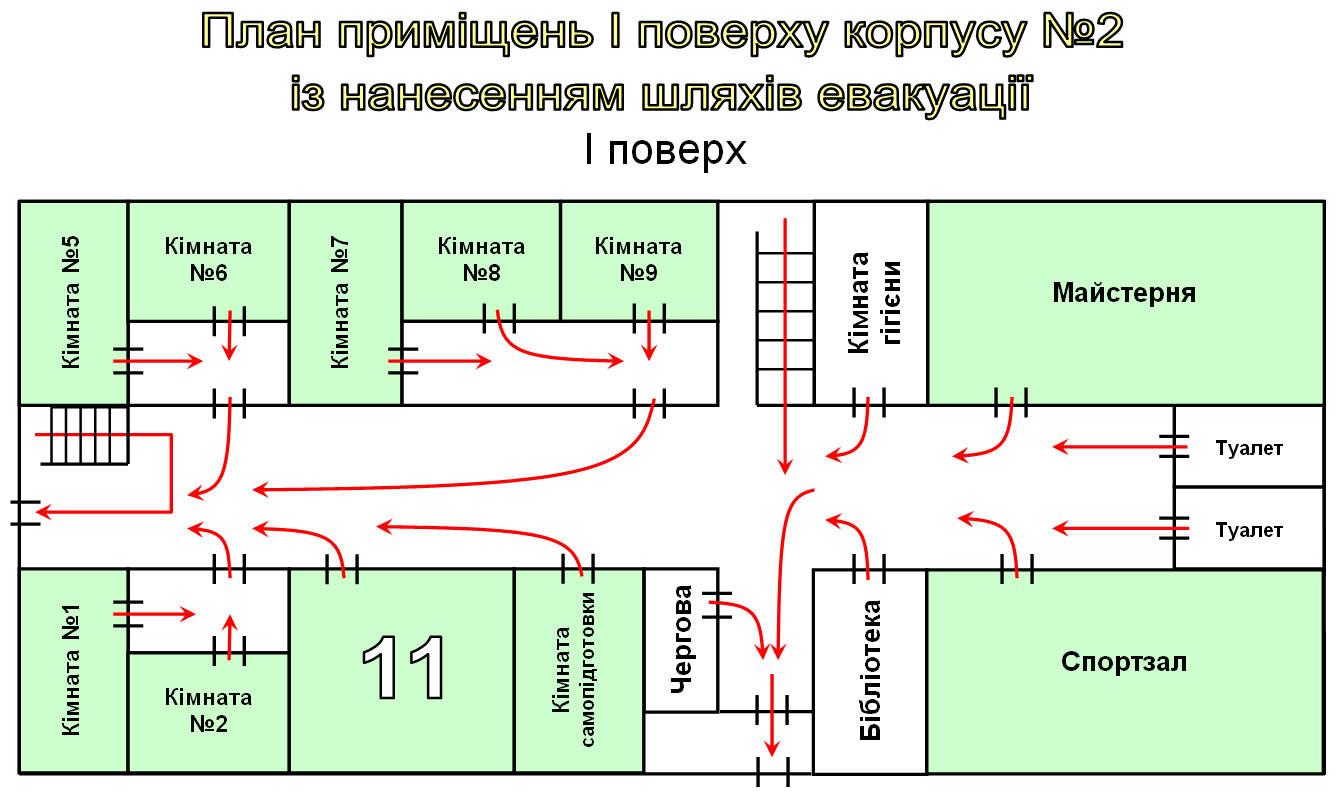 План приміщень І поверху корпусу №2
із нанесенням шляхів евакуації
І поверх
Кімната №5
Кімната
№6
Кімната №7
Кімната
№8
Кімната
№9
Кімната
гігієни
Майстерня
Туалет
Туалет
Кімната №1
Кімната
№2
11
Кімната
самопідготовки
Чергова
Бібліотека
Спортзал